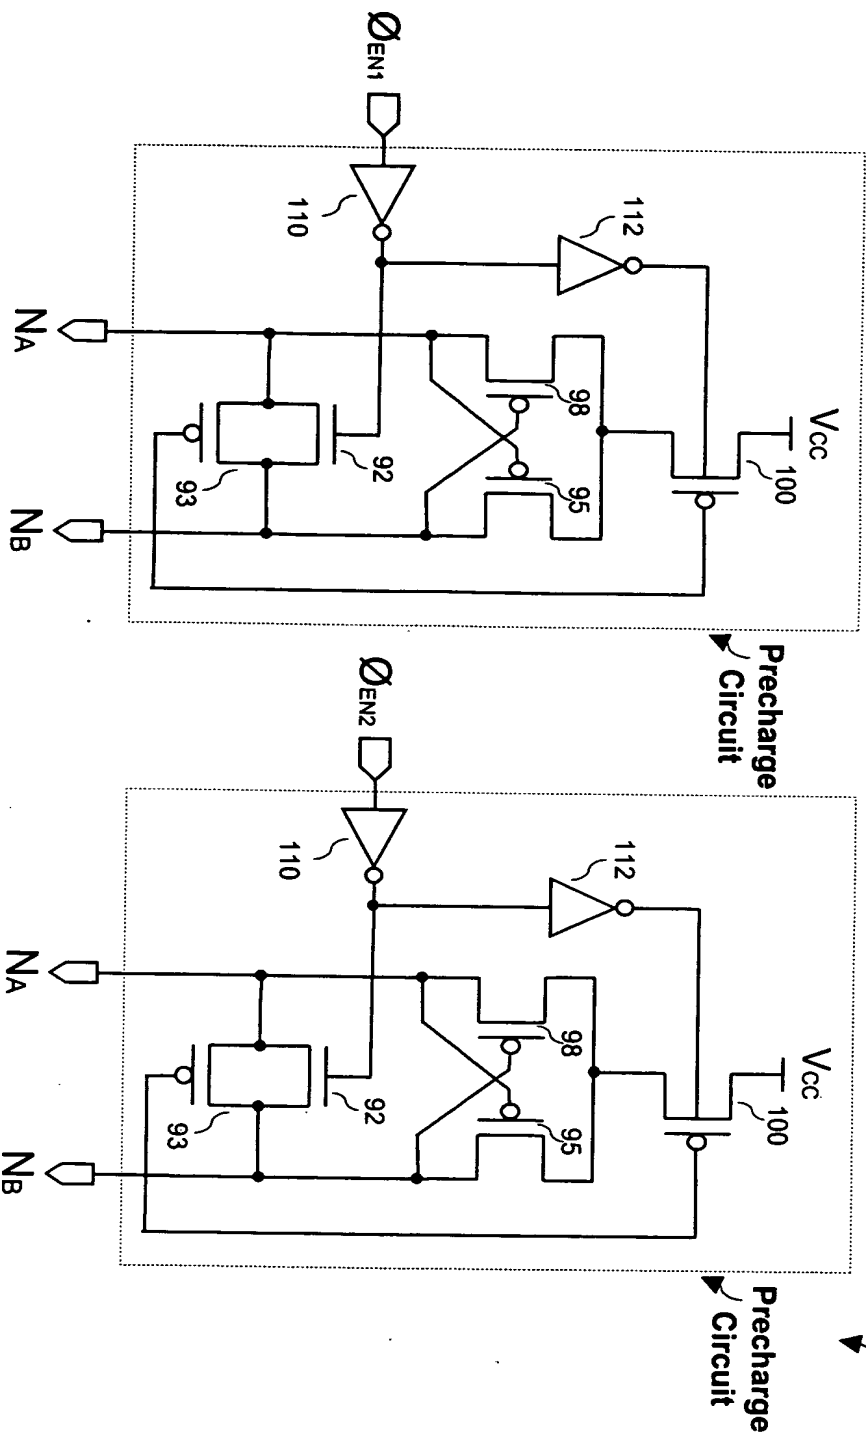 ØEN1
110
112
VCC
100
98
95
92
93
NA
NB
Precharge
Circuit
ØEN2
110
112
VCC
100
98
95
92
93
NA
NB
Precharge
Circuit